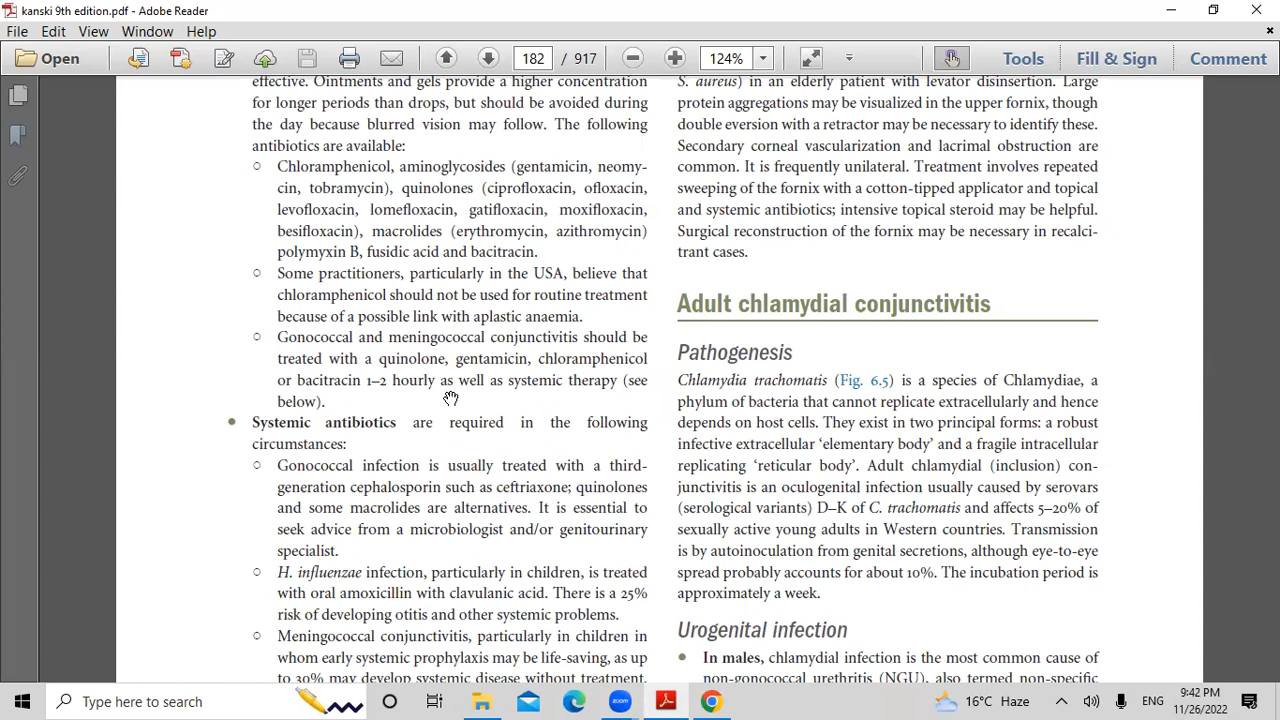 kanski 9th edition.pdf - Adobe Reader
File Edit View Window Help
Open 182 / 917 124% Tools Fill & Sign Comment
effective. Ointments and gels provide a higher concentration
for longer periods than drops, but should be avoided during
the day because blurred vision may follow. The following
antibiotics are available:
○ Chloramphenicol, aminoglycosides (gentamicin, neomy-
cin, tobramycin), quinolones (ciprofloxacin, ofloxacin,
levofloxacin, lomefloxacin, gatifloxacin, moxifloxacin,
besifloxacin), macrolides (erythromycin, azithromycin)
polymyxin B, fusidic acid and bacitracin.
○ Some practitioners, particularly in the USA, believe that
chloramphenicol should not be used for routine treatment
because of a possible link with aplastic anaemia.
○ Gonococcal and meningococcal conjunctivitis should be
treated with a quinolone, gentamicin, chloramphenicol
or bacitracin 1–2 hourly as well as systemic therapy (see
below).
● Systemic antibiotics are required in the following
circumstances:
○ Gonococcal infection is usually treated with a third-
generation cephalosporin such as ceftriaxone; quinolones
and some macrolides are alternatives. It is essential to
seek advice from a microbiologist and/or genitourinary
specialist.
○ H. influenzae infection, particularly in children, is treated
with oral amoxicillin with clavulanic acid. There is a 25%
risk of developing otitis and other systemic problems.
○ Meningococcal conjunctivitis, particularly in children in
whom early systemic prophylaxis may be life-saving, as up
to 30% may develop systemic disease without treatment.
S. aureus) in an elderly patient with levator disinsertion. Large
protein aggregations may be visualized in the upper fornix, though
double eversion with a retractor may be necessary to identify these.
Secondary corneal vascularization and lacrimal obstruction are
common. It is frequently unilateral. Treatment involves repeated
sweeping of the fornix with a cotton-tipped applicator and topical
and systemic antibiotics; intensive topical steroid may be helpful.
Surgical reconstruction of the fornix may be necessary in recalci-
trant cases.
Adult chlamydial conjunctivitis
Pathogenesis
Chlamydia trachomatis (Fig. 6.5) is a species of Chlamydiae, a
phylum of bacteria that cannot replicate extracellularly and hence
depends on host cells. They exist in two principal forms: a robust
infective extracellular ‘elementary body’ and a fragile intracellular
replicating ‘reticular body’. Adult chlamydial (inclusion) con-
junctivitis is an oculogenital infection usually caused by serovars
(serological variants) D–K of C. trachomatis and affects 5–20% of
sexually active young adults in Western countries. Transmission
is by autoinoculation from genital secretions, although eye-to-eye
spread probably accounts for about 10%. The incubation period is
approximately a week.
Urogenital infection
● In males, chlamydial infection is the most common cause of
non-gonococcal urethritis (NGU), also termed non-specific
Type here to search
zoom
16°C Haze
ENG
9:42 PM
11/26/2022